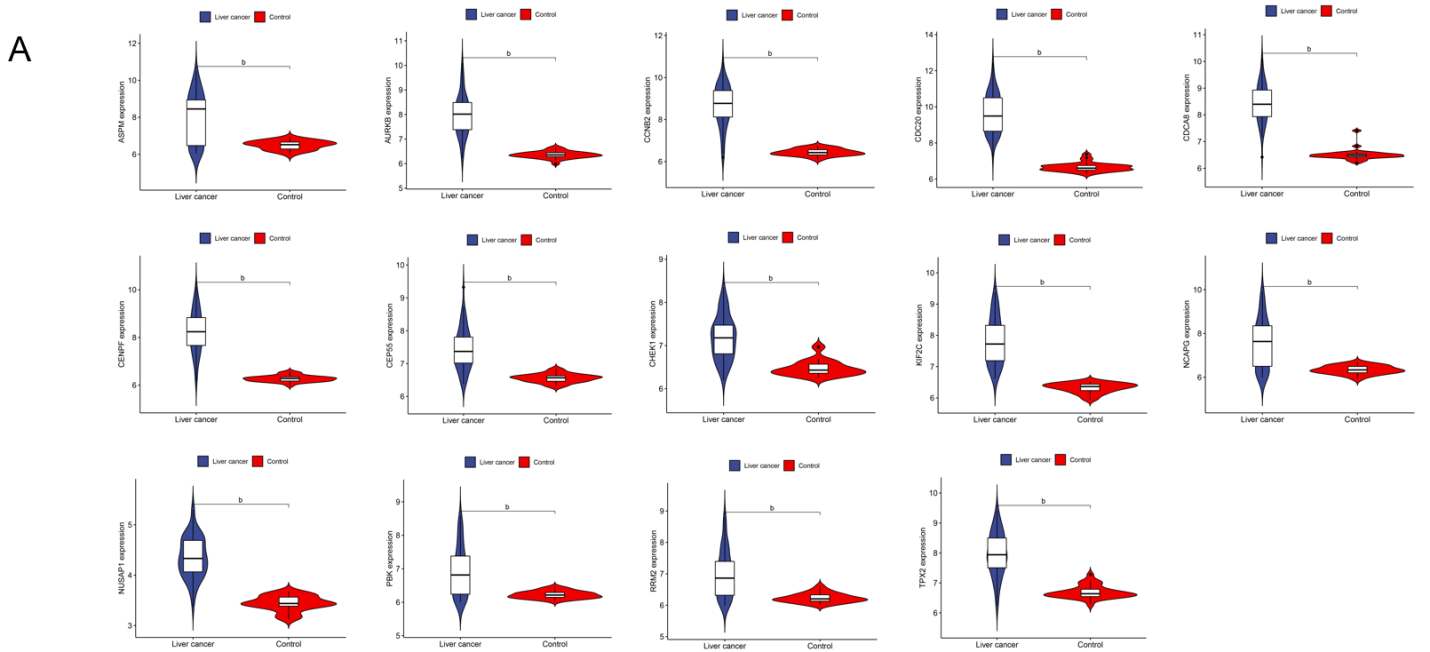 A
Liver cancer Control
12
10
8
6
ASPM expression
b
Liver cancer Control
Liver cancer Control
11
10
9
8
7
6
5
AURKB expression
b
Liver cancer Control
Liver cancer Control
12
10
8
6
CCNB2 expression
b
Liver cancer Control
Liver cancer Control
14
12
10
8
6
CDC20 expression
b
Liver cancer Control
Liver cancer Control
11
10
9
8
7
6
CDCA8 expression
b
Liver cancer Control
Liver cancer Control
10
8
6
CENPF expression
b
Liver cancer Control
Liver cancer Control
10
9
8
7
6
CEP55 expression
b
Liver cancer Control
Liver cancer Control
9
8
7
6
CHEK1 expression
b
Liver cancer Control
Liver cancer Control
10
9
8
7
6
KIF2C expression
b
Liver cancer Control
Liver cancer Control
10
8
6
NCAPG expression
b
Liver cancer Control
Liver cancer Control
5
4
3
NUSAP1 expression
b
Liver cancer Control
Liver cancer Control
9
8
7
6
5
PBK expression
b
Liver cancer Control
Liver cancer Control
9
8
7
6
5
RRM2 expression
b
Liver cancer Control
Liver cancer Control
10
9
8
7
6
TPX2 expression
b
Liver cancer Control